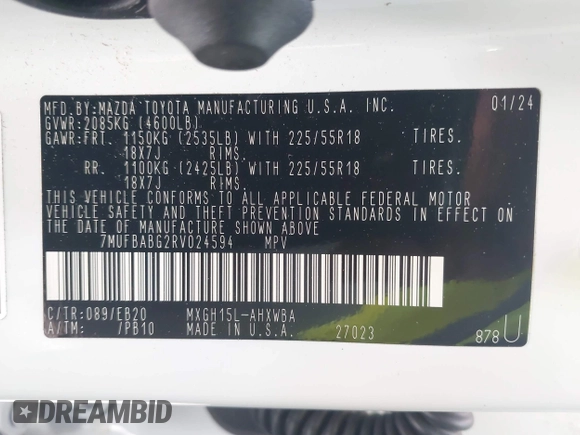 MFD.BY:MAZDA TOYOTA MANUFACTURING U.S.A. INC. 01/24
GVWR:2085KG (4600LB)
GAWR:FRT. 1150KG (2535LB) WITH 225/55R18 TIRES.
18X7J RIMS.
RR. 1100KG (2425LB) WITH 225/55R18 TIRES.
18X7J RIMS.
THIS VEHICLE CONFORMS TO ALL APPLICABLE FEDERAL MOTOR
VEHICLE SAFETY AND THEFT PREVENTION STANDARDS IN EFFECT ON
THE DATE OF MANUFACTURE SHOWN ABOVE
7MUFBABG2RV024594 MPV
C/TR:089/EB20 MXGH15L-AHXWBA
A/TM: /PB10 MADE IN U.S.A. 27023 878U
DREAMBID